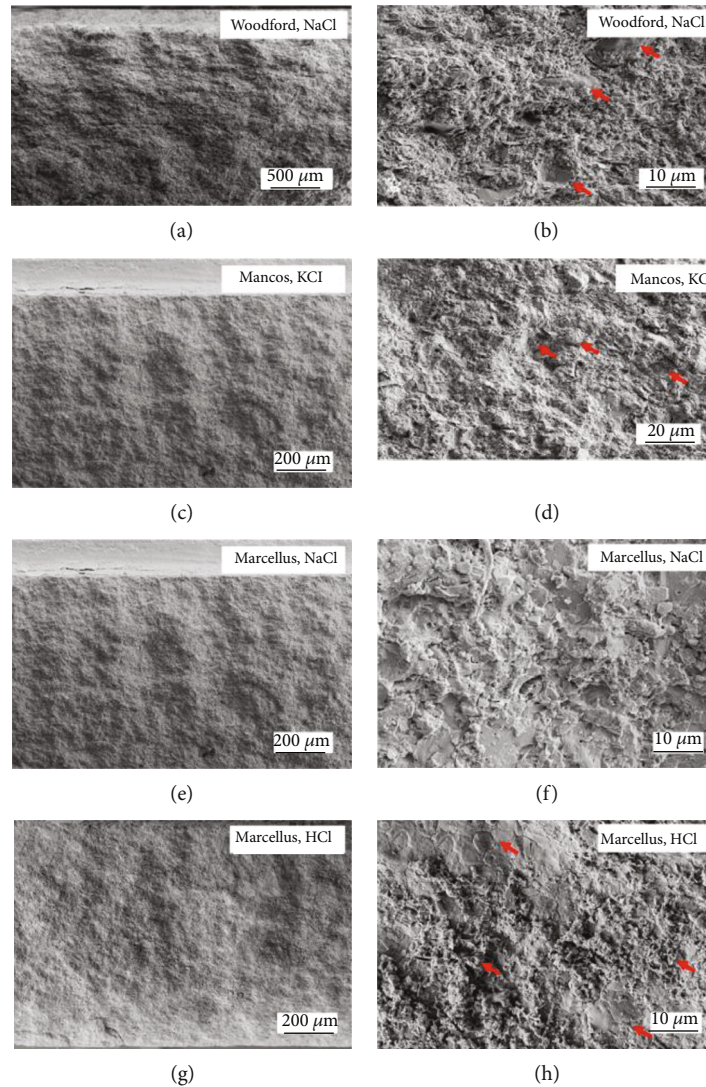 Woodford, NaCl
500 μm
(a)
Woodford, NaCl
10 μm
(b)
Mancos, KCI
200 μm
(c)
Mancos, KC
20 μm
(d)
Marcellus, NaCl
200 μm
(e)
Marcellus, NaCl
10 μm
(f)
Marcellus, HCl
200 μm
(g)
Marcellus, HCl
10 μm
(h)